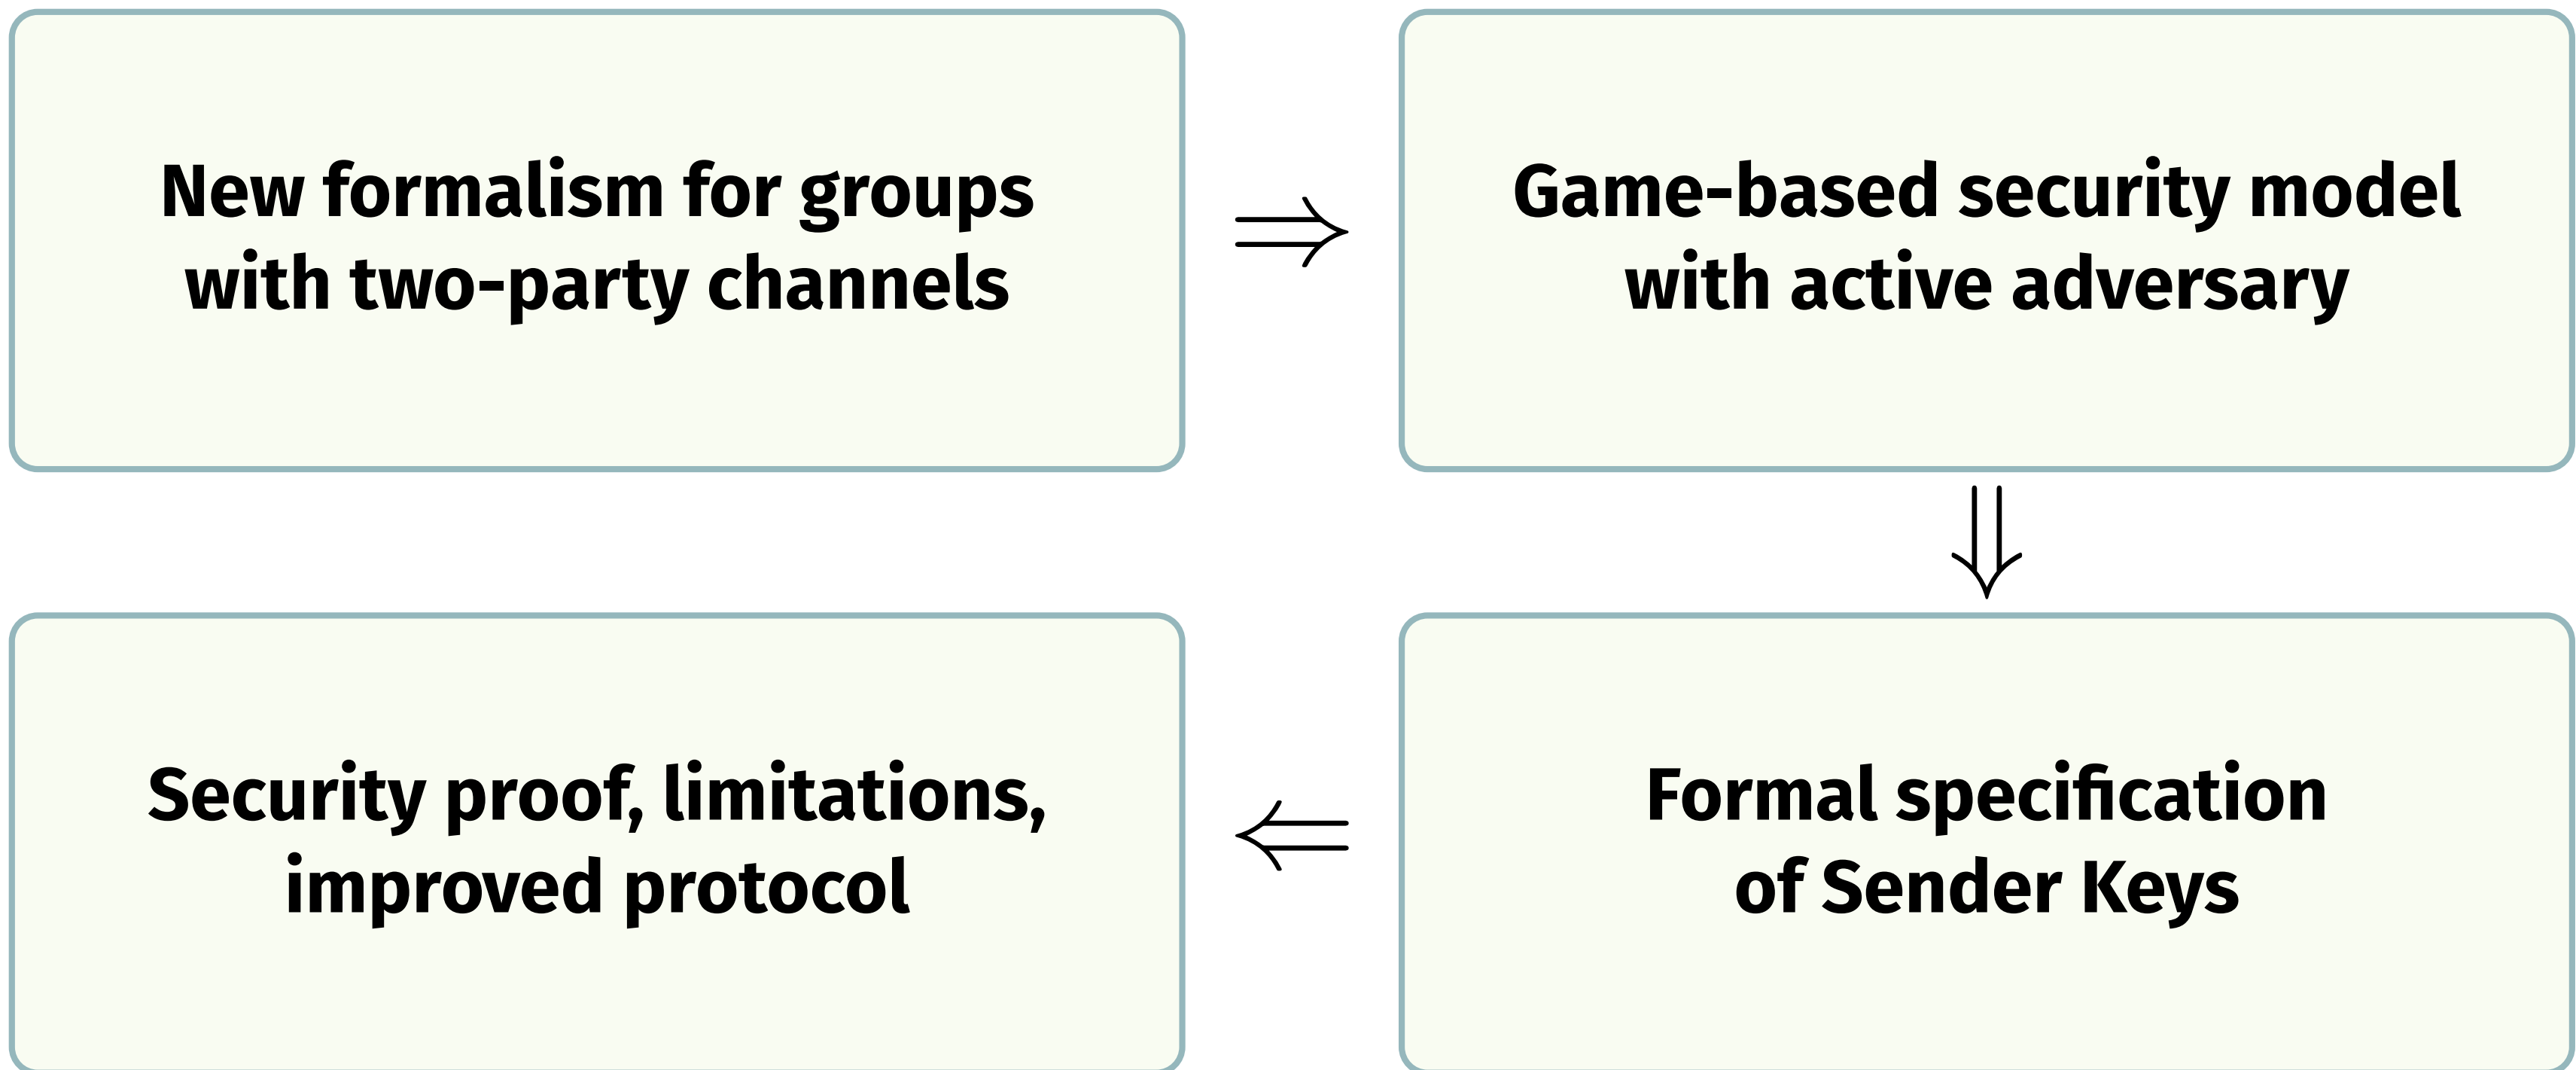 New formalism for groups
with two-party channels
Game-based security model
with active adversary
Formal specification
of Sender Keys
Security proof, limitations,
improved protocol